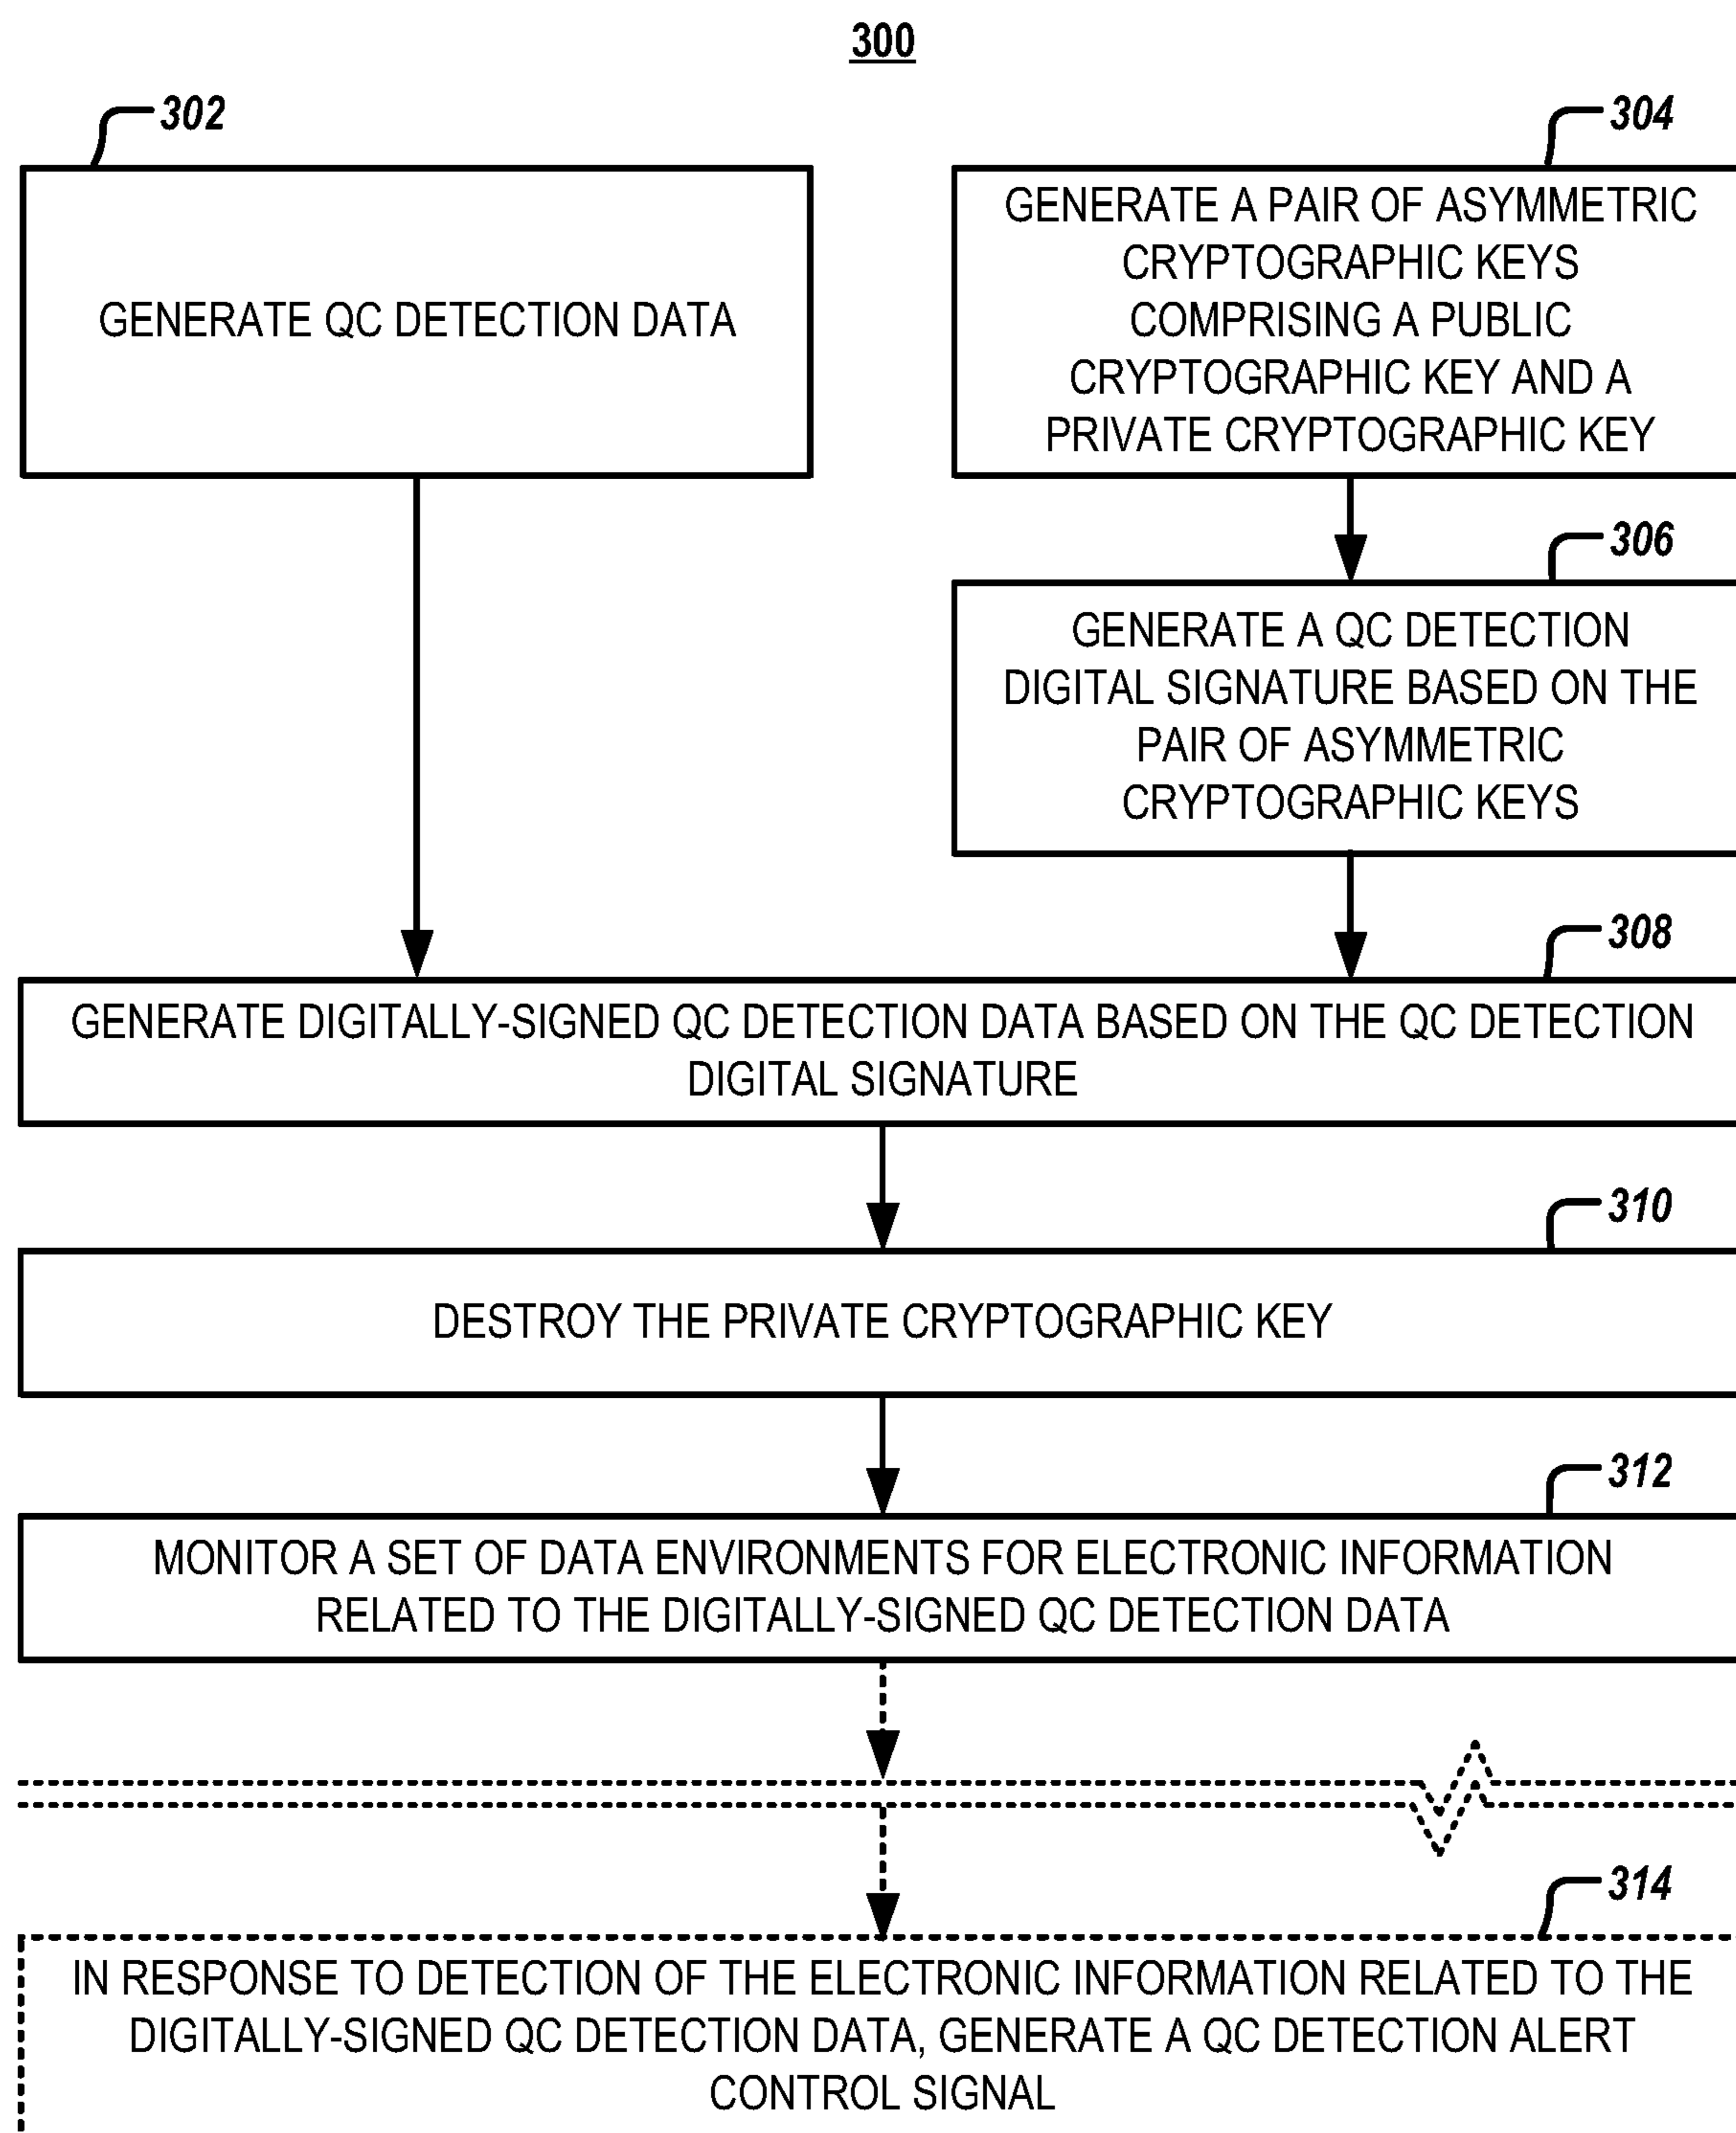 300
302
GENERATE QC DETECTION DATA
304
GENERATE A PAIR OF ASYMMETRIC
CRYPTOGRAPHIC KEYS
COMPRISING A PUBLIC
CRYPTOGRAPHIC KEY AND A
PRIVATE CRYPTOGRAPHIC KEY
306
GENERATE A QC DETECTION
DIGITAL SIGNATURE BASED ON THE
PAIR OF ASYMMETRIC
CRYPTOGRAPHIC KEYS
308
GENERATE DIGITALLY-SIGNED QC DETECTION DATA BASED ON THE QC DETECTION
DIGITAL SIGNATURE
310
DESTROY THE PRIVATE CRYPTOGRAPHIC KEY
312
MONITOR A SET OF DATA ENVIRONMENTS FOR ELECTRONIC INFORMATION
RELATED TO THE DIGITALLY-SIGNED QC DETECTION DATA
314
IN RESPONSE TO DETECTION OF THE ELECTRONIC INFORMATION RELATED TO THE
DIGITALLY-SIGNED QC DETECTION DATA, GENERATE A QC DETECTION ALERT
CONTROL SIGNAL